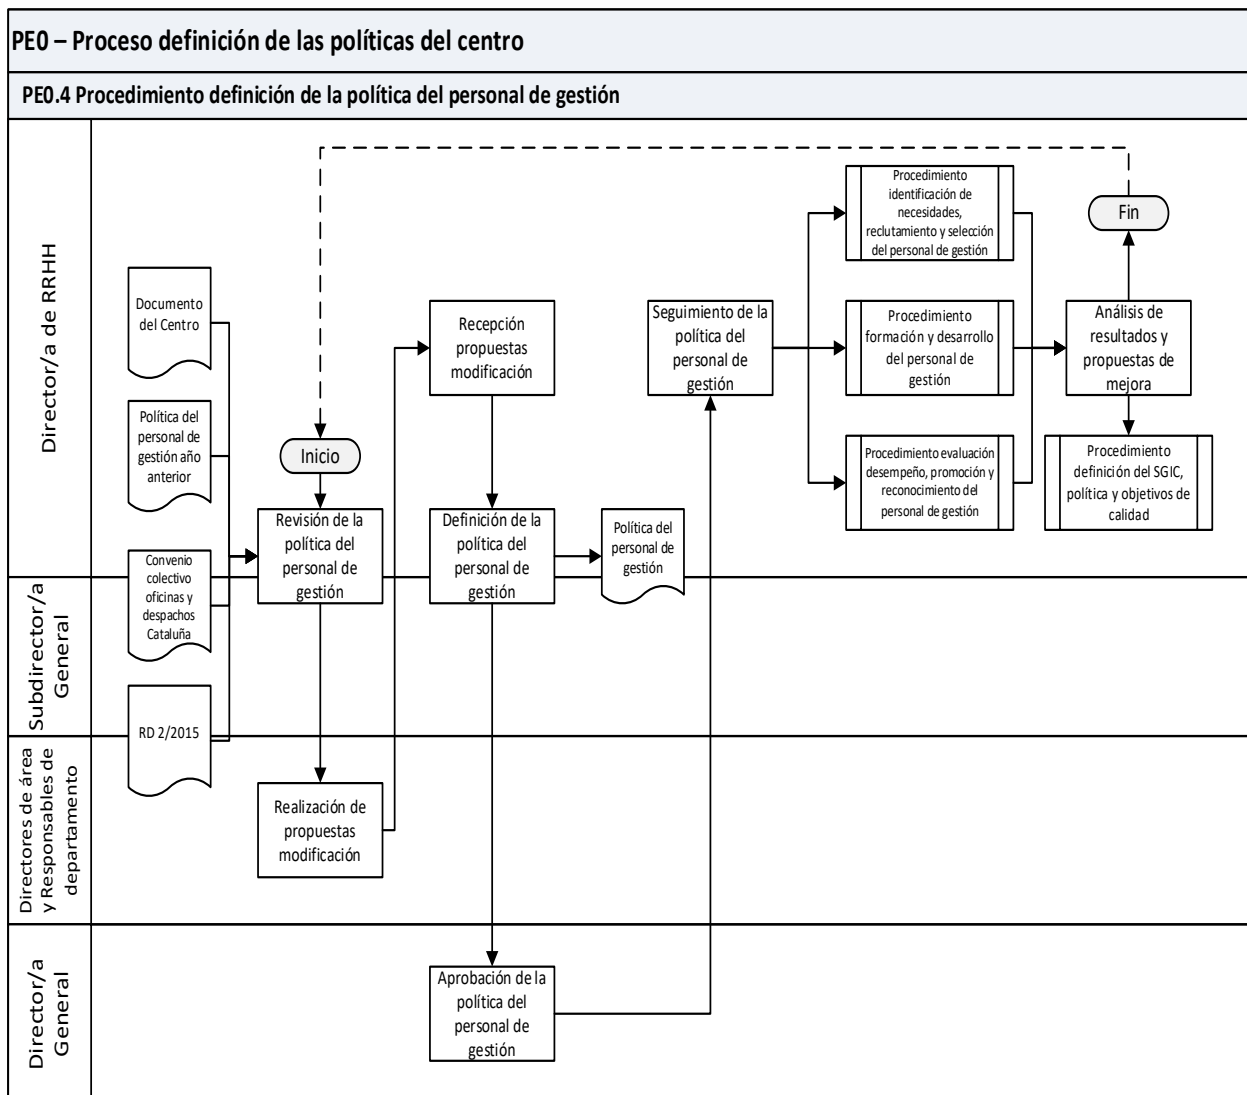 PE0 – Proceso definición de las políticas del centro
PE0.4 Procedimiento definición de la política del personal de gestión
Director/a de RRHH
Documento
del Centro
Política del
personal de
gestión año
anterior
Convenio
colectivo
oficinas y
despachos
Cataluña
RD 2/2015
Inicio
Revisión de la
política del
personal de
gestión
Recepción
propuestas
modificación
Definición de la
política del
personal de
gestión
Política del
personal de
gestión
Seguimiento de la
política del
personal de
gestión
Procedimiento
identificación de
necesidades,
reclutamiento y selección
del personal de gestión
Procedimiento
formación y desarrollo
del personal de
gestión
Procedimiento evaluación
desempeño, promoción y
reconocimiento del
personal de gestión
Fin
Análisis de
resultados y
propuestas de
mejora
Procedimiento
definición del SGIC,
política y objetivos de
calidad
Subdirector/a
General
Directores de área
y Responsables de
departamento
Realización de
propuestas
modificación
Director/a
General
Aprobación de la
política del
personal de
gestión